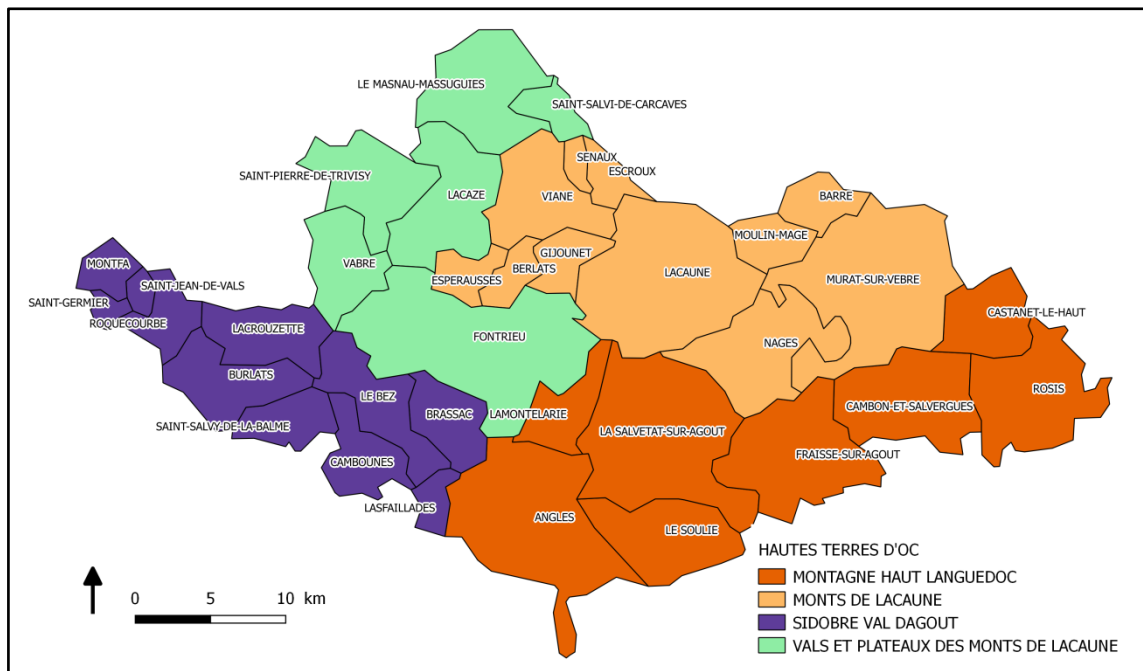 LE MASNAU-MASSUGUIES
SAINT-SALVI-DE-CARCAVES
SENAUX
ESCROUX
SAINT-PIERRE-DE-TRIVISY
LACAZE
VIANE
BARRE
MOULIN-MAGE
GIJOUNET
BERLATS
ESPERAUSSES
VABRE
LACAUNE
MURAT-SUR-VEBRE
MONTFA
SAINT-JEAN-DE-VALS
SAINT-GERMIER
ROQUECOURBE
LACROUZETTE
FONTRIEU
NAGES
CASTANET-LE-HAUT
BURLATS
LE BEZ
BRASSAC
LAMONTELARIE
ROSIS
CAMBON-ET-SALVERGUES
SAINT-SALVY-DE-LA-BALME
LA SALVETAT-SUR-AGOUT
FRAISSE-SUR-AGOUT
CAMBOUNES
LASFAILLADES
ANGLES
LE SOULIE
HAUTES TERRES D'OC
MONTAGNE HAUT LANGUEDOC
MONTS DE LACAUNE
SIDOBRE VAL DAGOUT
VALS ET PLATEAUX DES MONTS DE LACAUNE
0 5 10 km